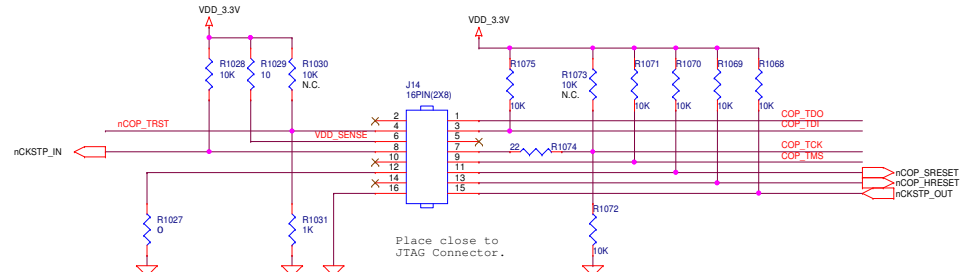 VDD_3.3V
VDD_3.3V
R1028
10K
R1029
10
R1030
10K
N.C.
R1075
10K
R1073
10K
N.C.
R1071
10K
R1070
10K
R1069
10K
R1068
10K
J14
16PIN(2X8)
nCOP_TRST
VDD_SENSE
nCKSTP_IN
2 1
4 3
6 5
8 7
10 9
12 11
14 13
16 15
22 R1074
COP_TDO
COP_TDI
COP_TCK
COP_TMS
nCOP_SRESET
nCOP_HRESET
nCKSTP_OUT
R1027
0
R1031
1K
R1072
10K
Place close to
JTAG Connector.